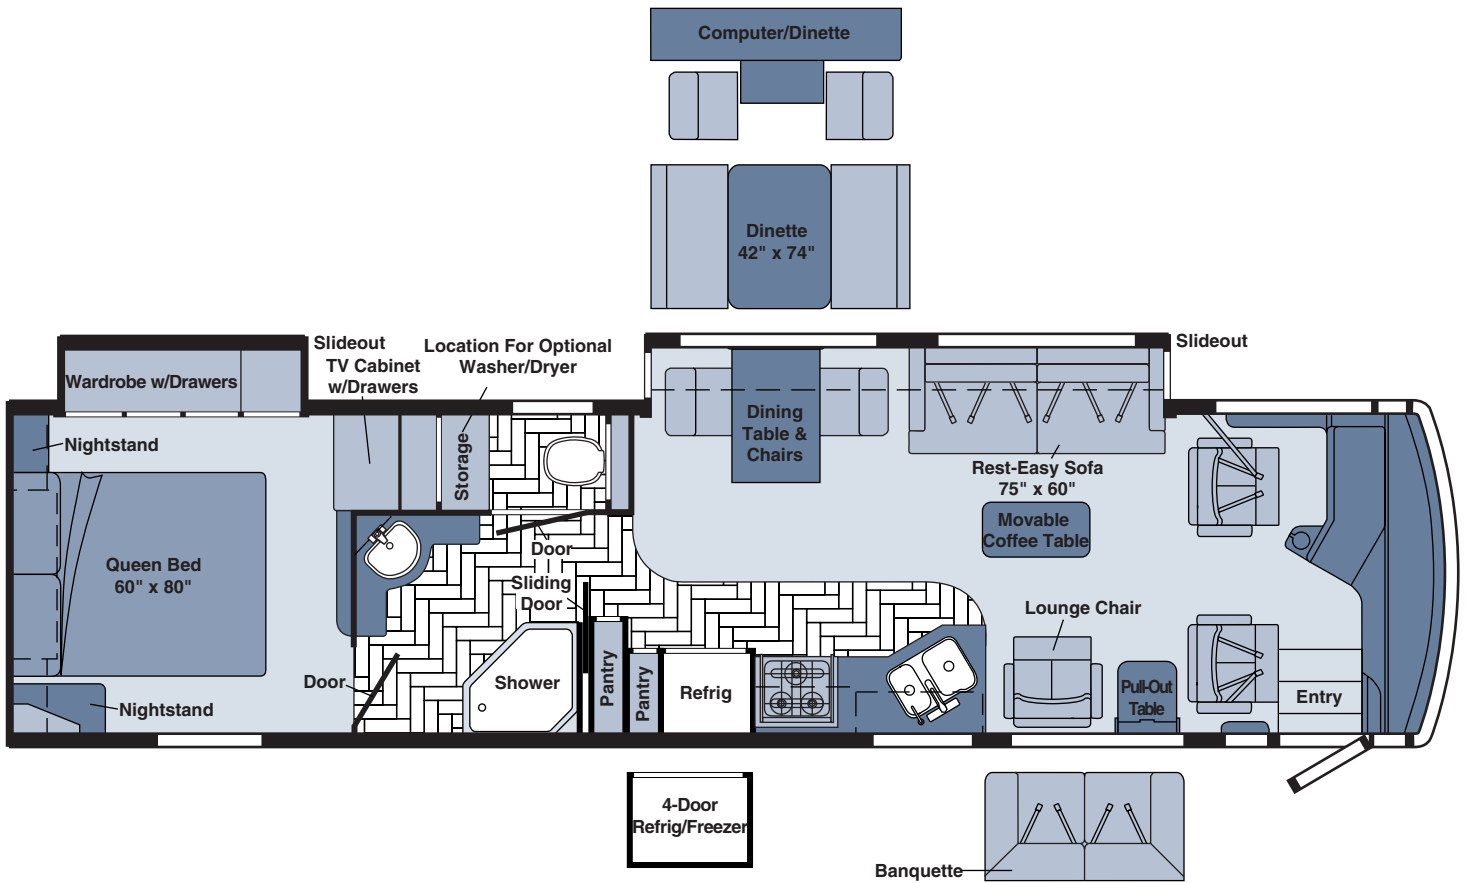 Computer/Dinette
Dinette
42" x 74"
Slideout
TV Cabinet
w/Drawers
Location For Optional
Washer/Dryer
Slideout
Wardrobe w/Drawers
Nightstand
Storage
Dining
Table &
Chairs
Rest-Easy Sofa
75" x 60"
Movable
Coffee Table
Queen Bed
60" x 80"
Door
Sliding
Door
Lounge Chair
Door
Nightstand
Shower
Pantry
Pantry
Refrig
Pull-Out
Table
Entry
4-Door
Refrig/Freezer
Banquette